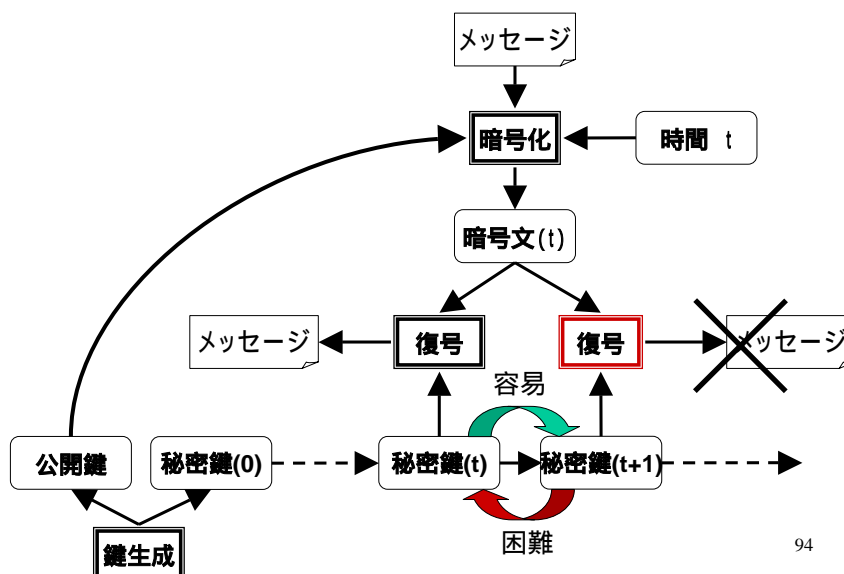 メッセージ
暗号化
時間 t
暗号文(t)
メッセージ
復号
復号
メッセージ
容易
公開鍵
秘密鍵(0)
秘密鍵(t)
秘密鍵(t+1)
困難
鍵生成
94